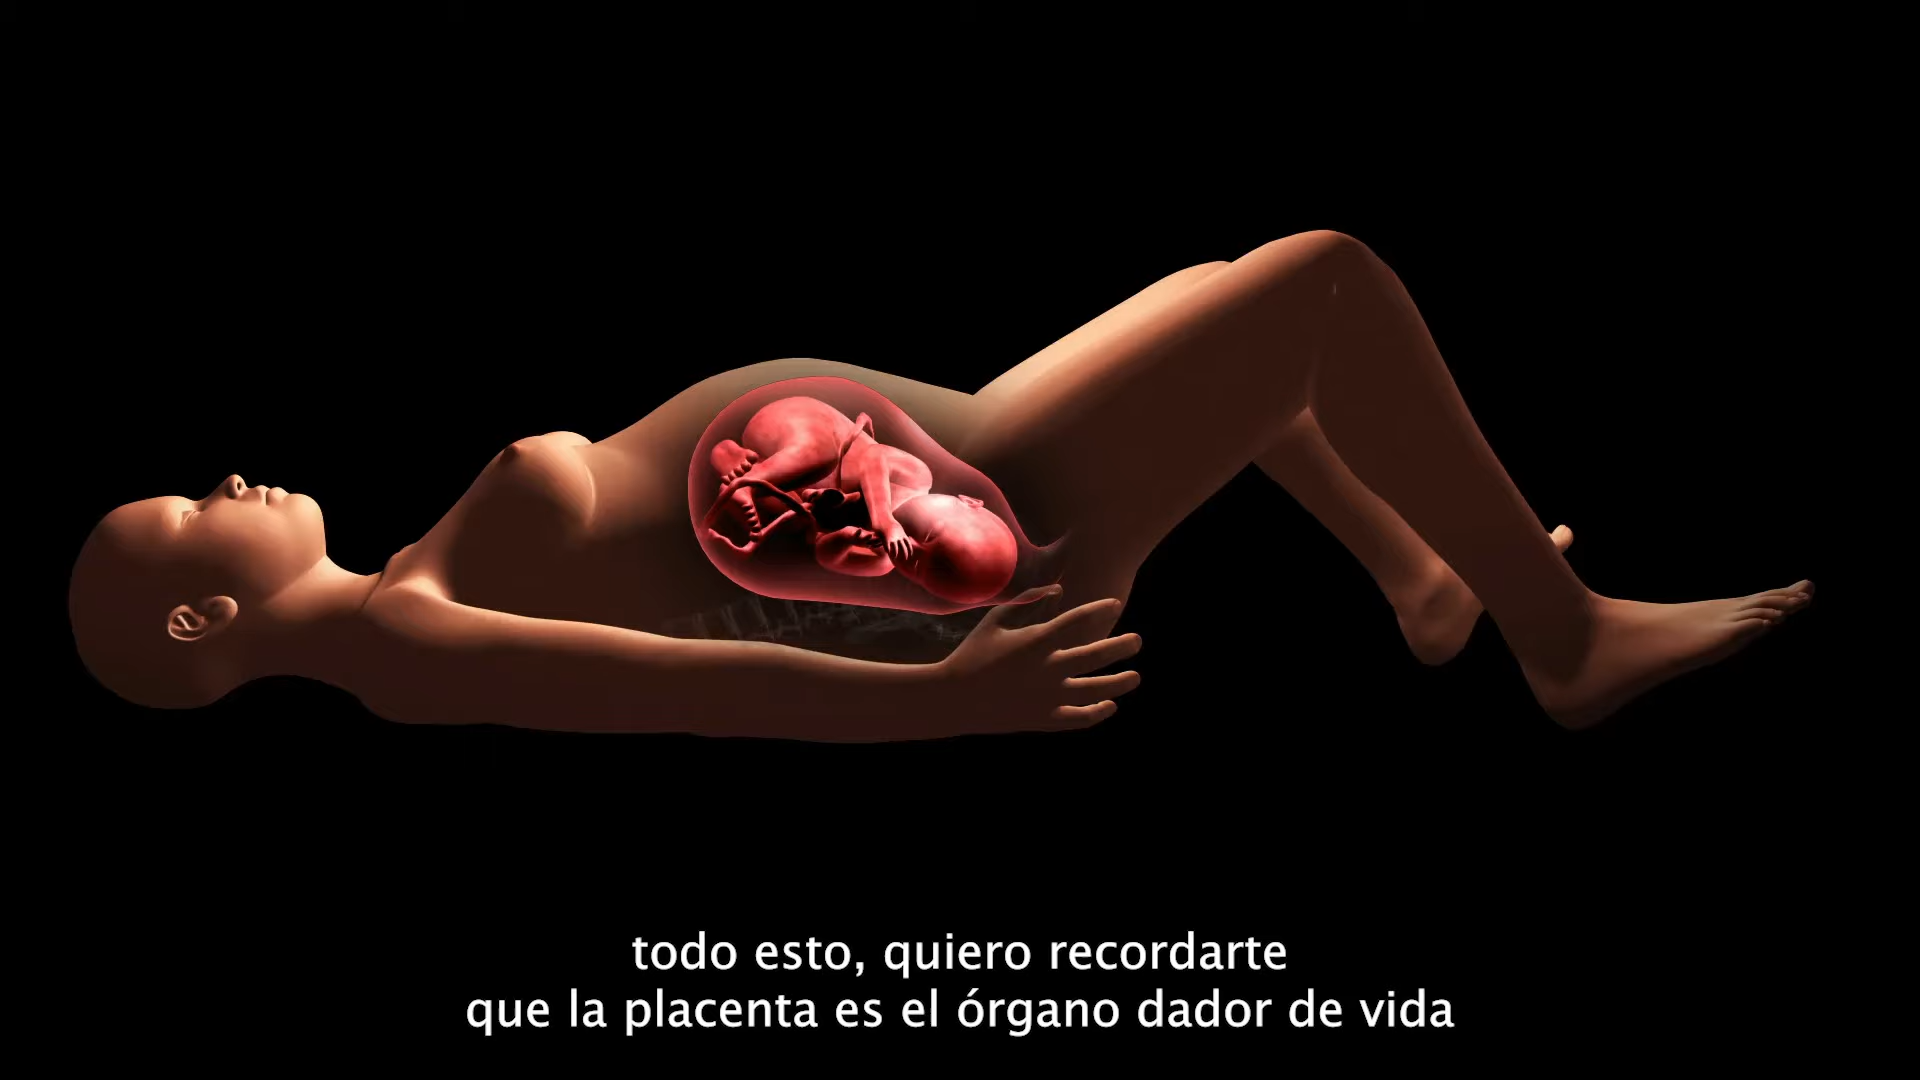 todo esto, quiero recordarte
que la placenta es el órgano dador de vida